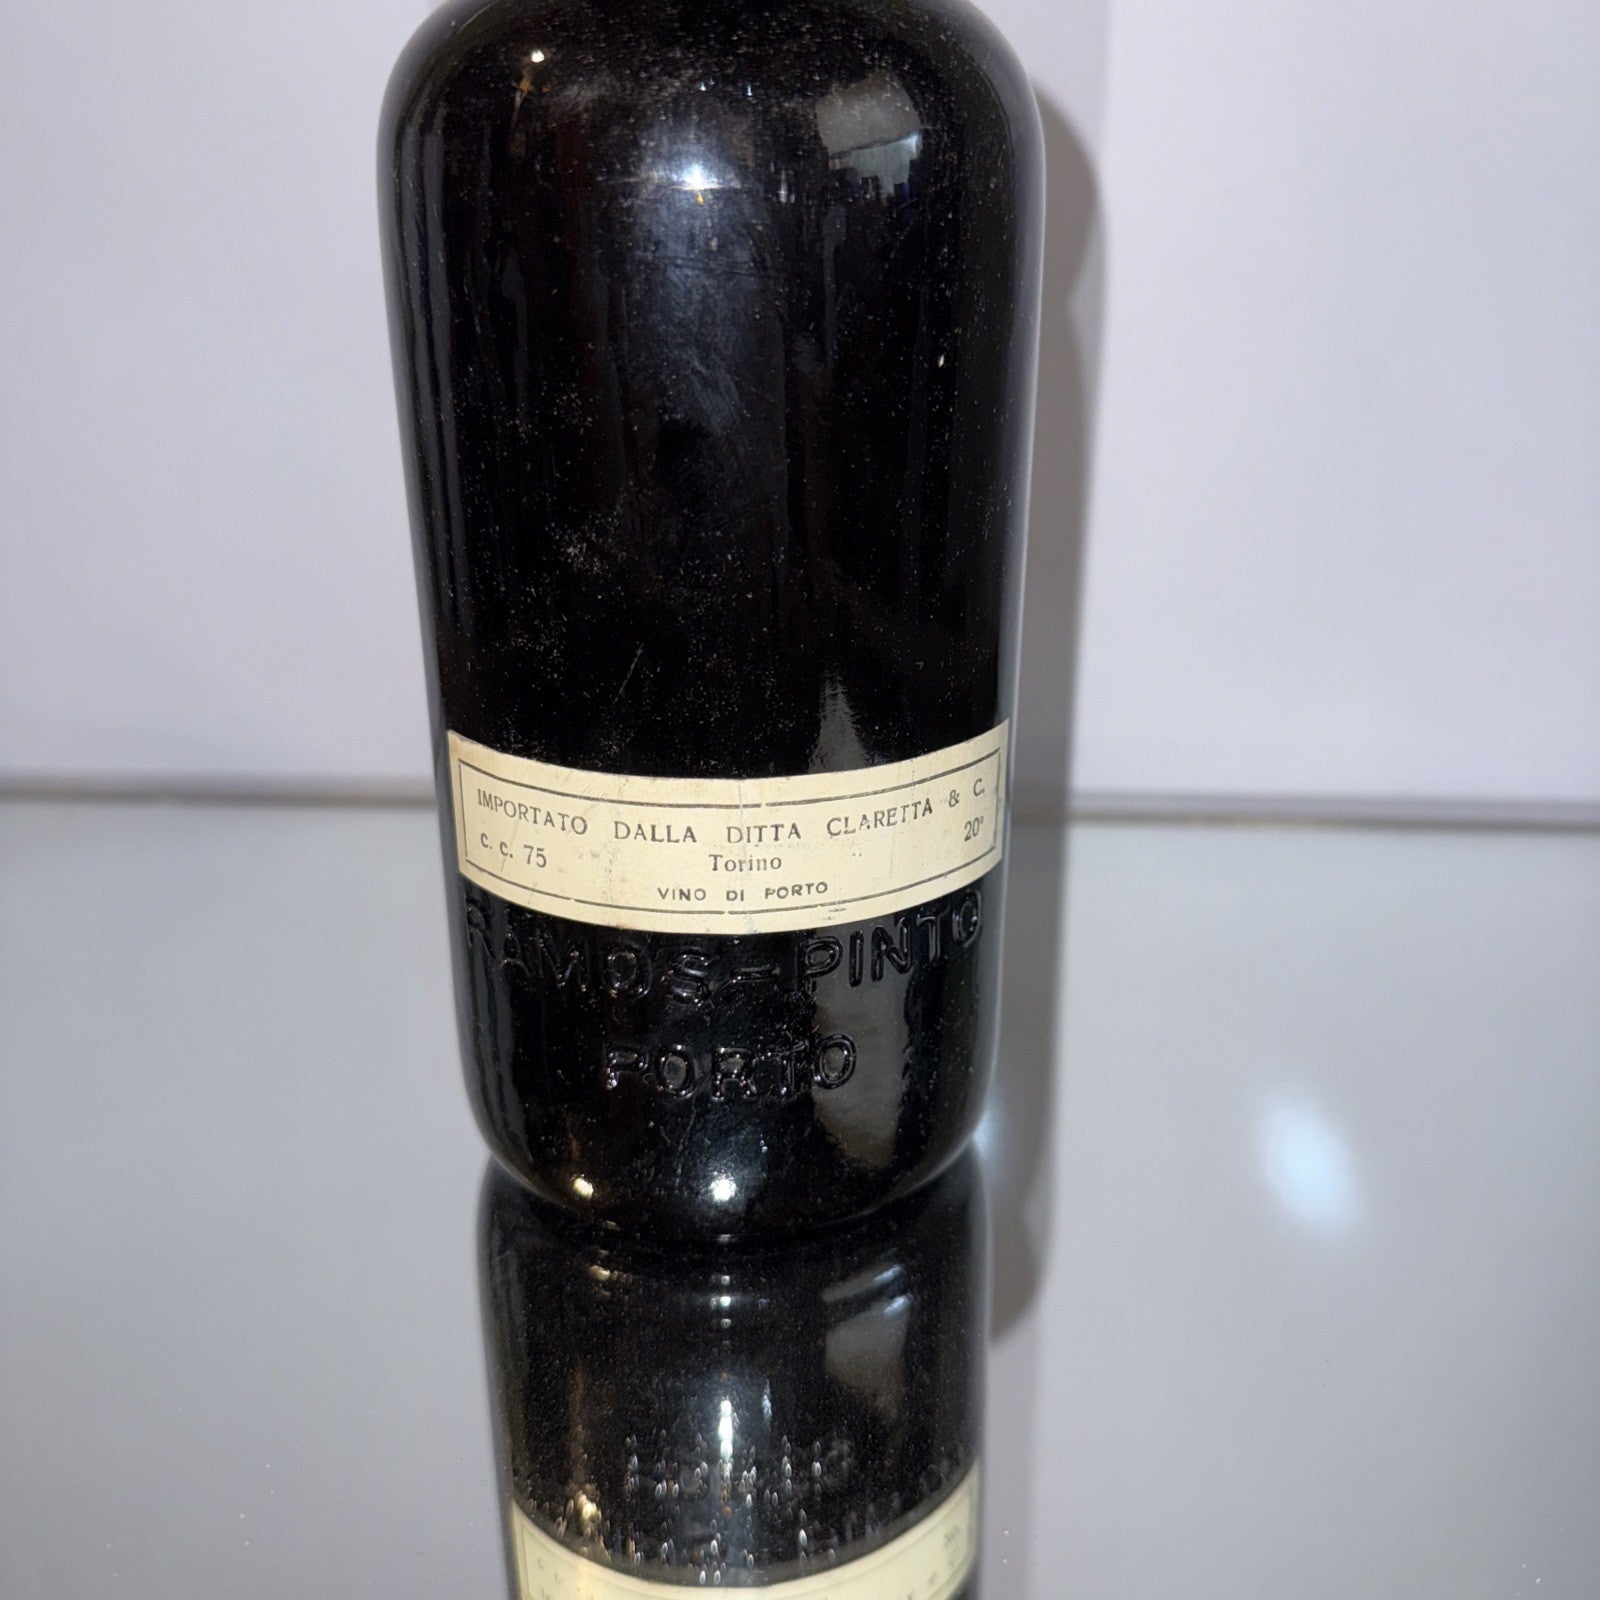 IMPORTATO DALLA DITTA CLARETTA & C.
c. c. 75 Torino 20°
VINO DI PORTO
RAMOS-PINTO
PORTO